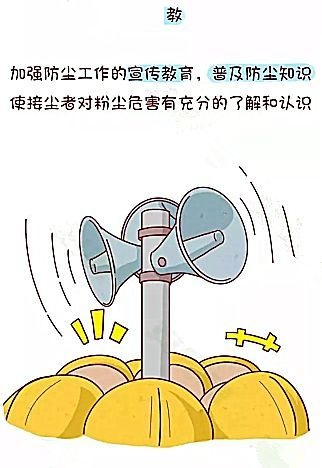 教
加强防尘工作的宣传教育，普及防尘知识
使接尘者对粉尘危害有充分的了解和认识